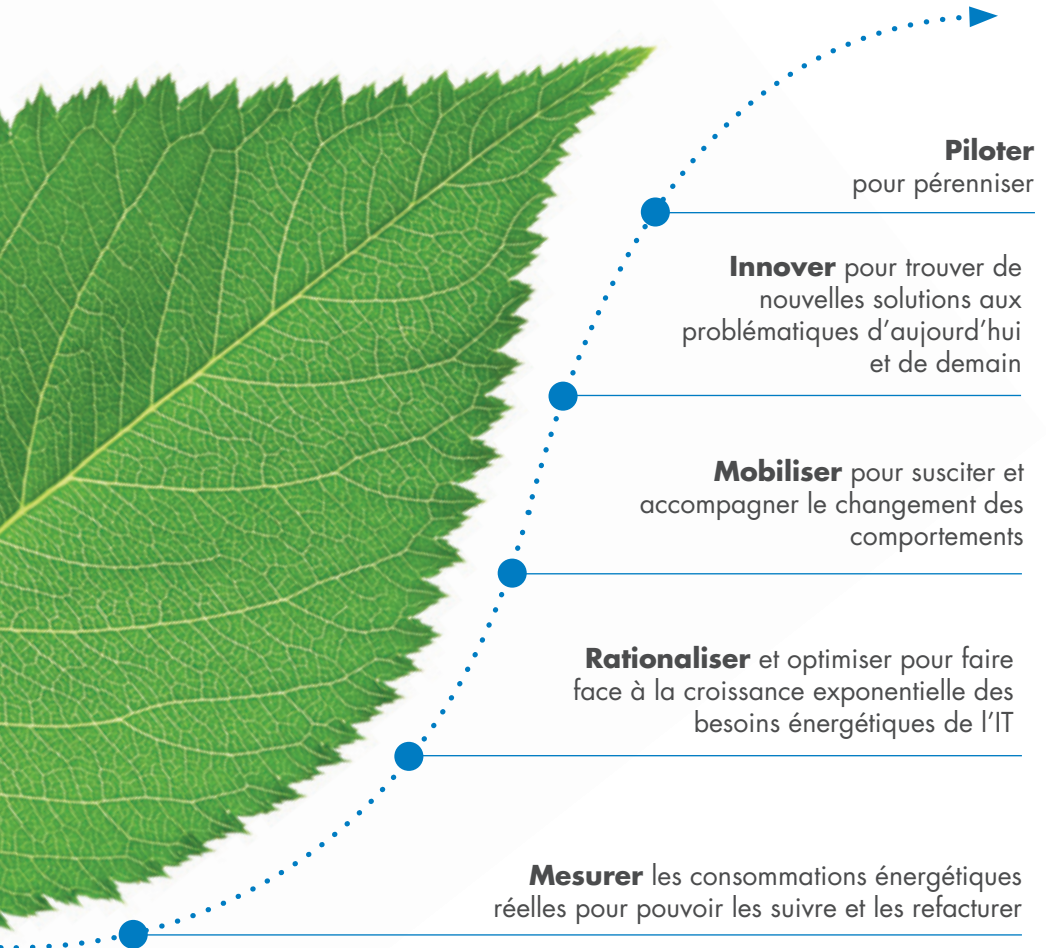 Piloter
pour pérenniser
Innover pour trouver de
nouvelles solutions aux
problématiques d’aujourd’hui
et de demain
Mobiliser pour susciter et
accompagner le changement des
comportements
Rationaliser et optimiser pour faire
face à la croissance exponentielle des
besoins énergétiques de l’IT
Mesurer les consommations énergétiques
réelles pour pouvoir les suivre et les refacturer